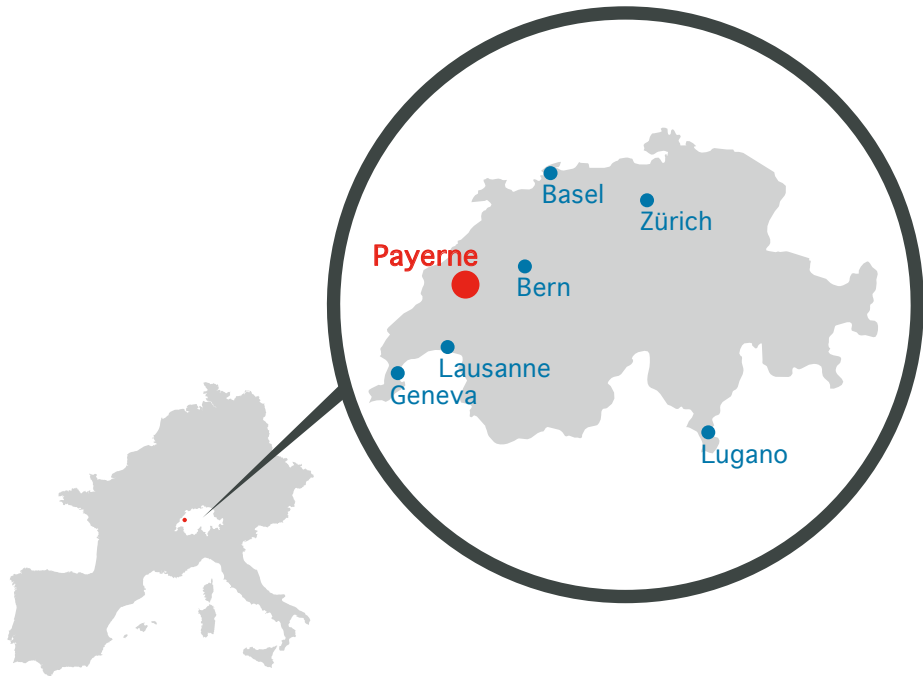 Basel
Zürich
Payerne
Bern
Lausanne
Geneva
Lugano